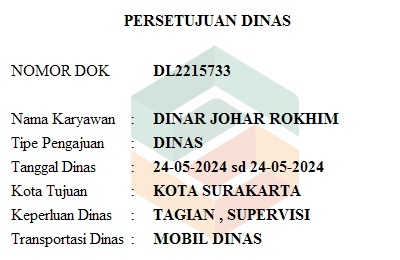 PERSETUJUAN DINAS
NOMOR DOK DL2215733
Nama Karyawan : DINAR JOHAR ROKHIM
Tipe Pengajuan : DINAS
Tanggal Dinas : 24-05-2024 sd 24-05-2024
Kota Tujuan : KOTA SURAKARTA
Keperluan Dinas : TAGIAN , SUPERVISI
Transportasi Dinas : MOBIL DINAS